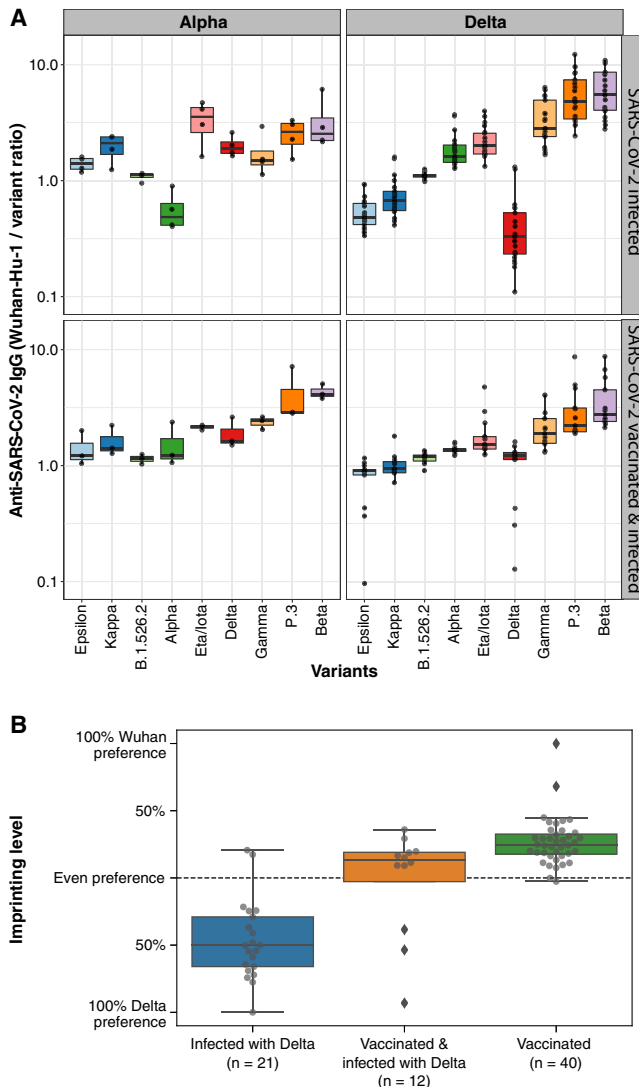 A
Alpha
Delta
Anti-SARS-CoV-2 IgG (Wuhan-Hu-1 / variant ratio)
10.0
1.0
0.1
SARS-CoV-2 infected
10.0
1.0
0.1
SARS-CoV-2 vaccinated & infected
Epsilon
Kappa
B.1.526.2
Alpha
Eta/Iota
Delta
Gamma
P.3
Beta
Epsilon
Kappa
B.1.526.2
Alpha
Eta/Iota
Delta
Gamma
P.3
Beta
Variants
B
Imprinting level
100% Wuhan
preference
50%
Even preference
50%
100% Delta
preference
Infected with Delta
(n = 21)
Vaccinated &
infected with Delta
(n = 12)
Vaccinated
(n = 40)